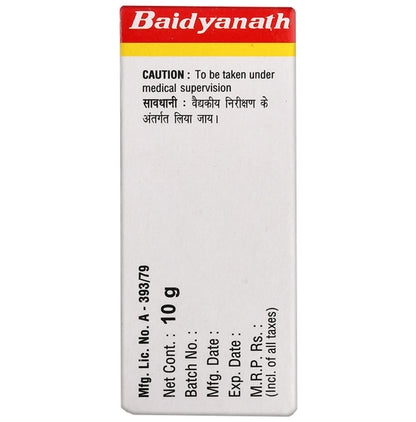 Baidyanath
CAUTION : To be taken under
medical supervision
सावधानी : वैद्यकीय निरीक्षण के
अंतर्गत लिया जाय।
Mfg. Lic. No. A - 393/79
Net Cont. : 10 g
Batch No. :
Mfg. Date :
Exp. Date :
M.R.P. Rs. :
(Incl. of all taxes)